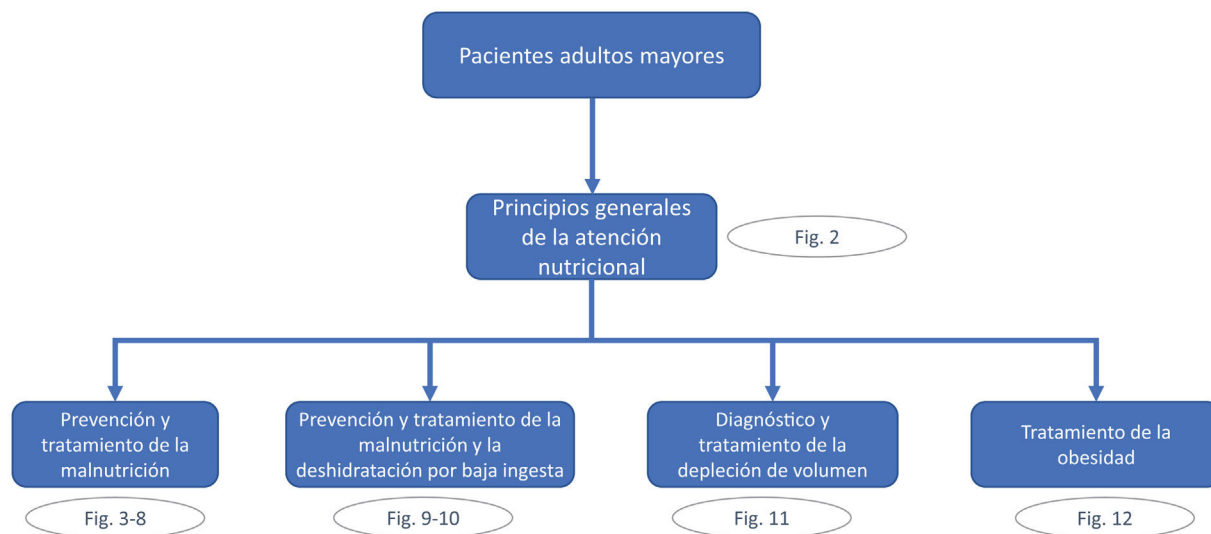 Pacientes adultos mayores
Principios generales
de la atención
nutricional
Fig. 2
Prevención y
tratamiento de la
malnutrición
Prevención y tratamiento de la
malnutrición y la
deshidratación por baja ingesta
Diagnóstico y
tratamiento de la
depleción de volumen
Tratamiento de la
obesidad
Fig. 3-8
Fig. 9-10
Fig. 11
Fig. 12